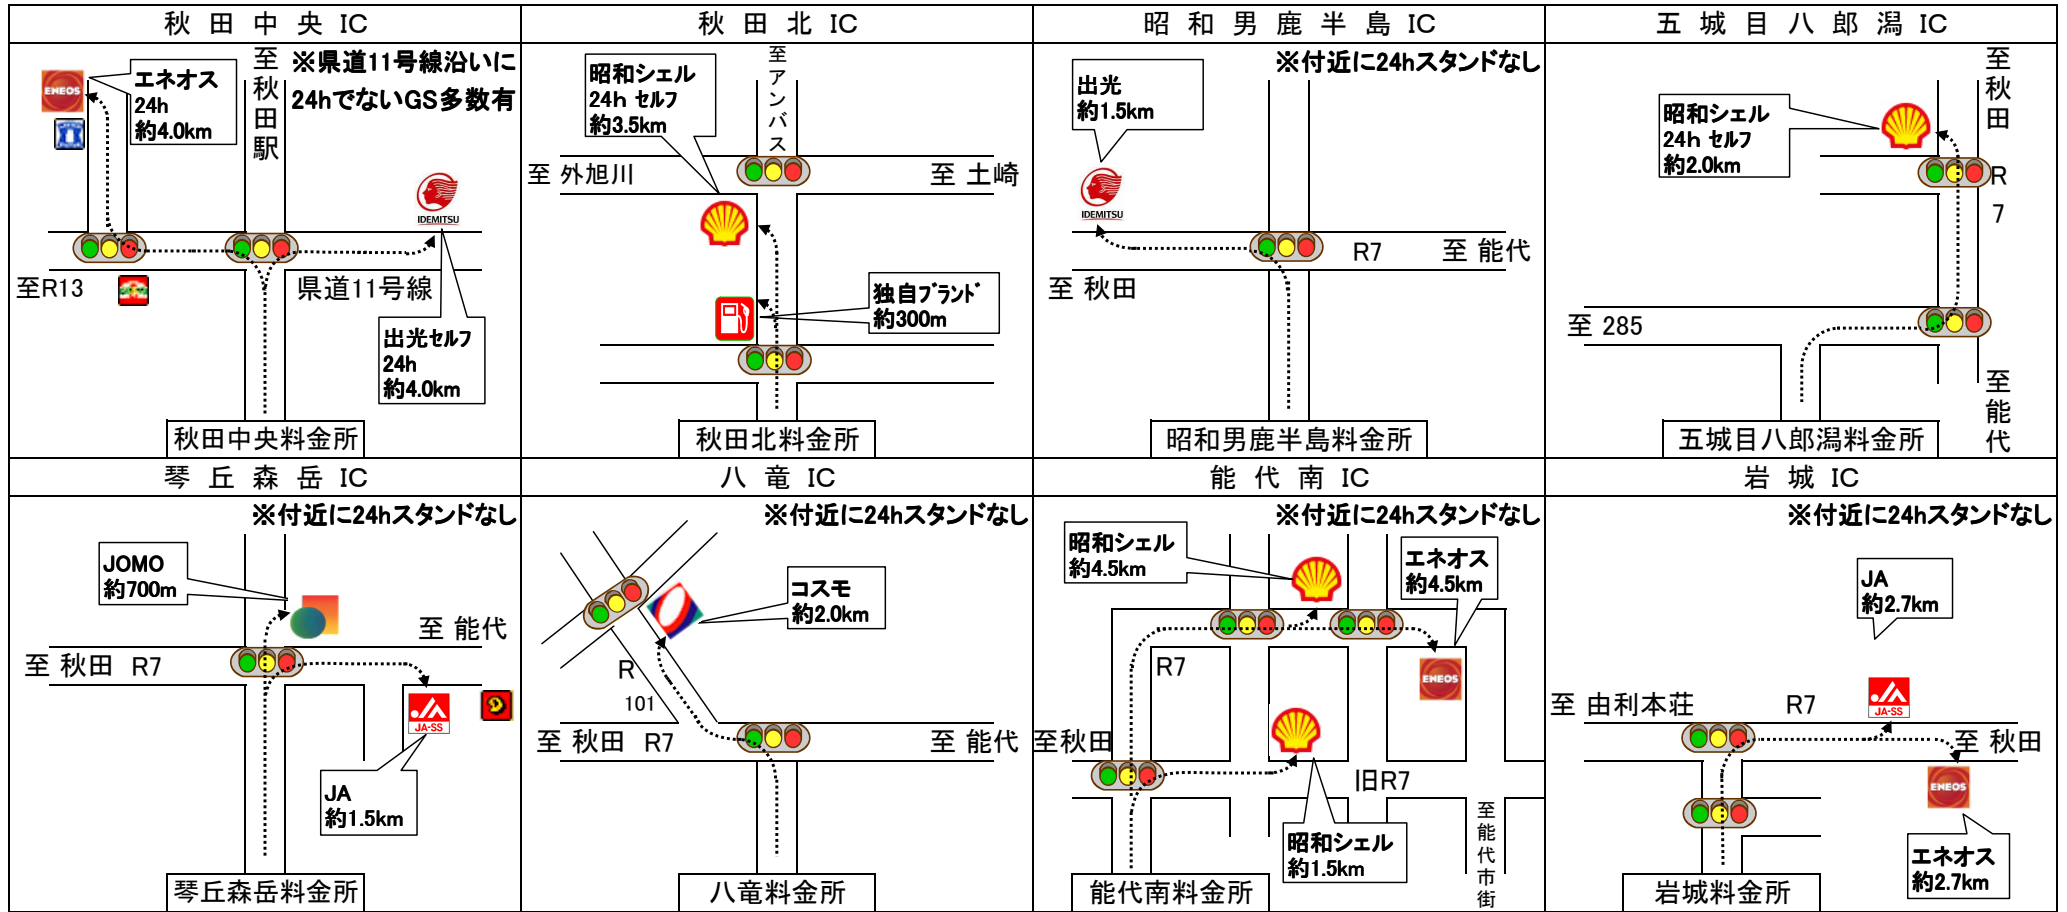 秋田中央IC
※県道11号線沿いに
24hでないGS多数有
至秋田駅
ENEOS
エネオス
24h
約4.0km
IDEMITSU
至R13
県道11号線
出光セルフ
24h
約4.0km
秋田中央料金所
秋田北IC
昭和シェル
24h セルフ
約3.5km
至アンバス
至 外旭川
至 土崎
独自ブランド
約300m
秋田北料金所
昭和男鹿半島IC
※付近に24hスタンドなし
出光
約1.5km
IDEMITSU
R7
至 能代
至 秋田
昭和男鹿半島料金所
五城目八郎潟IC
至秋田
昭和シェル
24h セルフ
約2.0km
R
7
至 285
至能代
五城目八郎潟料金所
琴丘森岳IC
※付近に24hスタンドなし
JOMO
約700m
至 能代
至 秋田 R7
JA-SS
JA
約1.5km
琴丘森岳料金所
八竜IC
※付近に24hスタンドなし
コスモ
約2.0km
R
101
至 秋田 R7
至 能代
八竜料金所
能代南IC
※付近に24hスタンドなし
昭和シェル
約4.5km
エネオス
約4.5km
R7
ENEOS
至秋田
旧R7
昭和シェル
約1.5km
至能代市街
能代南料金所
岩城IC
※付近に24hスタンドなし
JA
約2.7km
至 由利本荘
R7
JA-SS
至 秋田
ENEOS
エネオス
約2.7km
岩城料金所